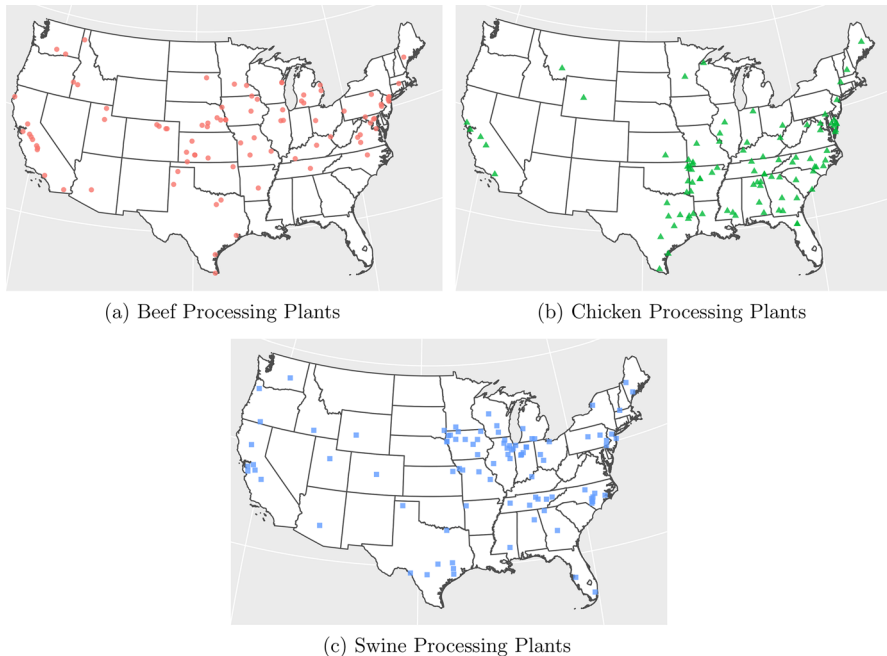 (a) Beef Processing Plants
(b) Chicken Processing Plants
(c) Swine Processing Plants